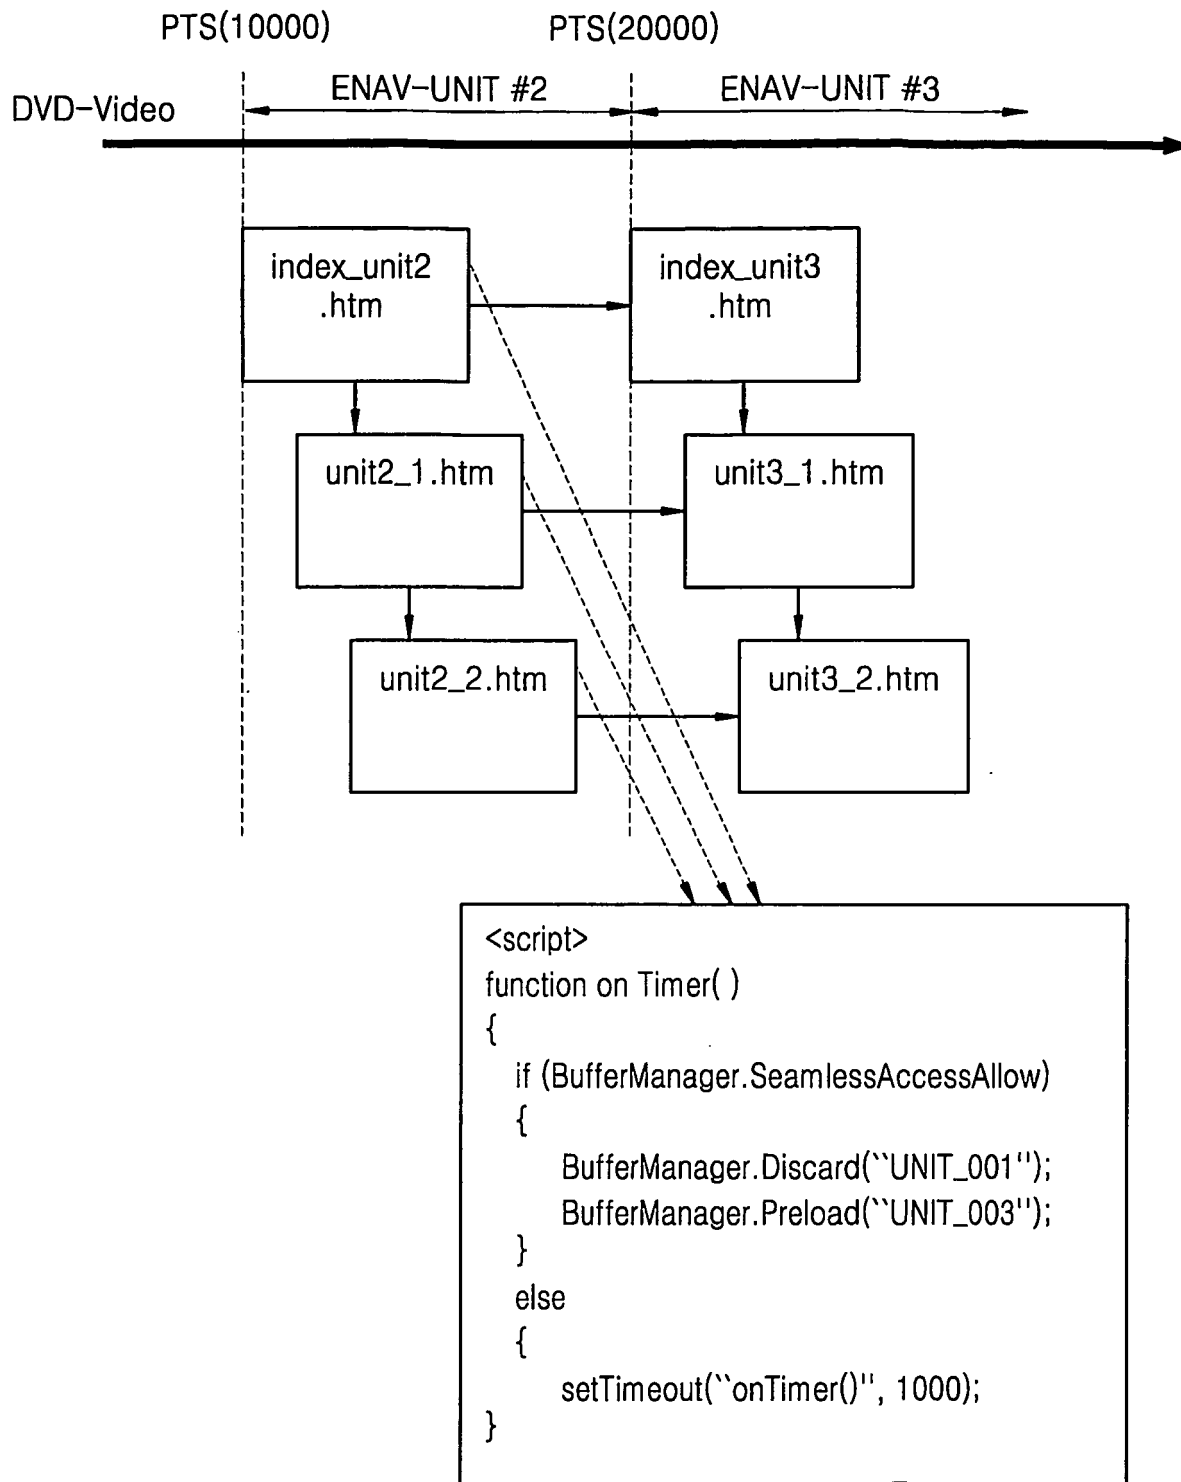 PTS(10000) PTS(20000)
ENAV-UNIT #2 ENAV-UNIT #3
DVD-Video
index_unit2 index_unit3
.htm .htm
unit2_1.htm unit3_1.htm
unit2_2.htm unit3_2.htm
<script>
function on Timer( )
{
if (BufferManager.SeamlessAccessAllow)
{
BufferManager.Discard(``UNIT_001'');
BufferManager.Preload(``UNIT_003'');
}
else
{
setTimeout(``onTimer()'', 1000);
}